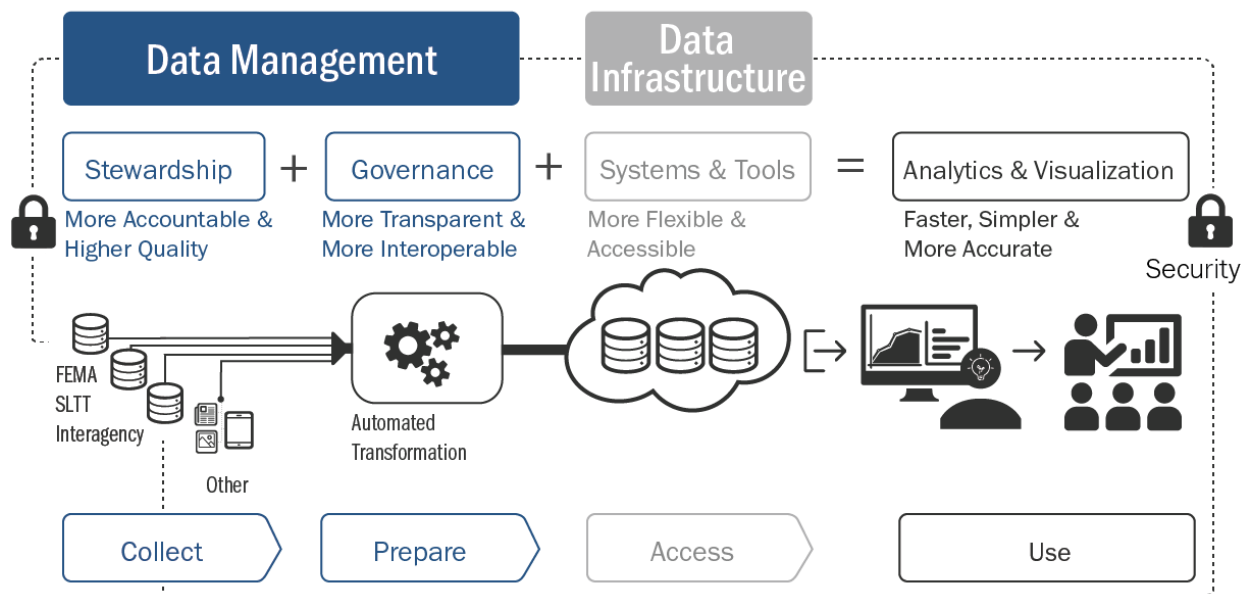 Data Management
Data
Infrastructure
Stewardship + Governance + Systems & Tools = Analytics & Visualization
More Accountable &
Higher Quality
More Transparent &
More Interoperable
More Flexible &
Accessible
Faster, Simpler &
More Accurate
Security
FEMA
SLTT
Interagency
Other
Automated
Transformation
Collect
Prepare
Access
Use